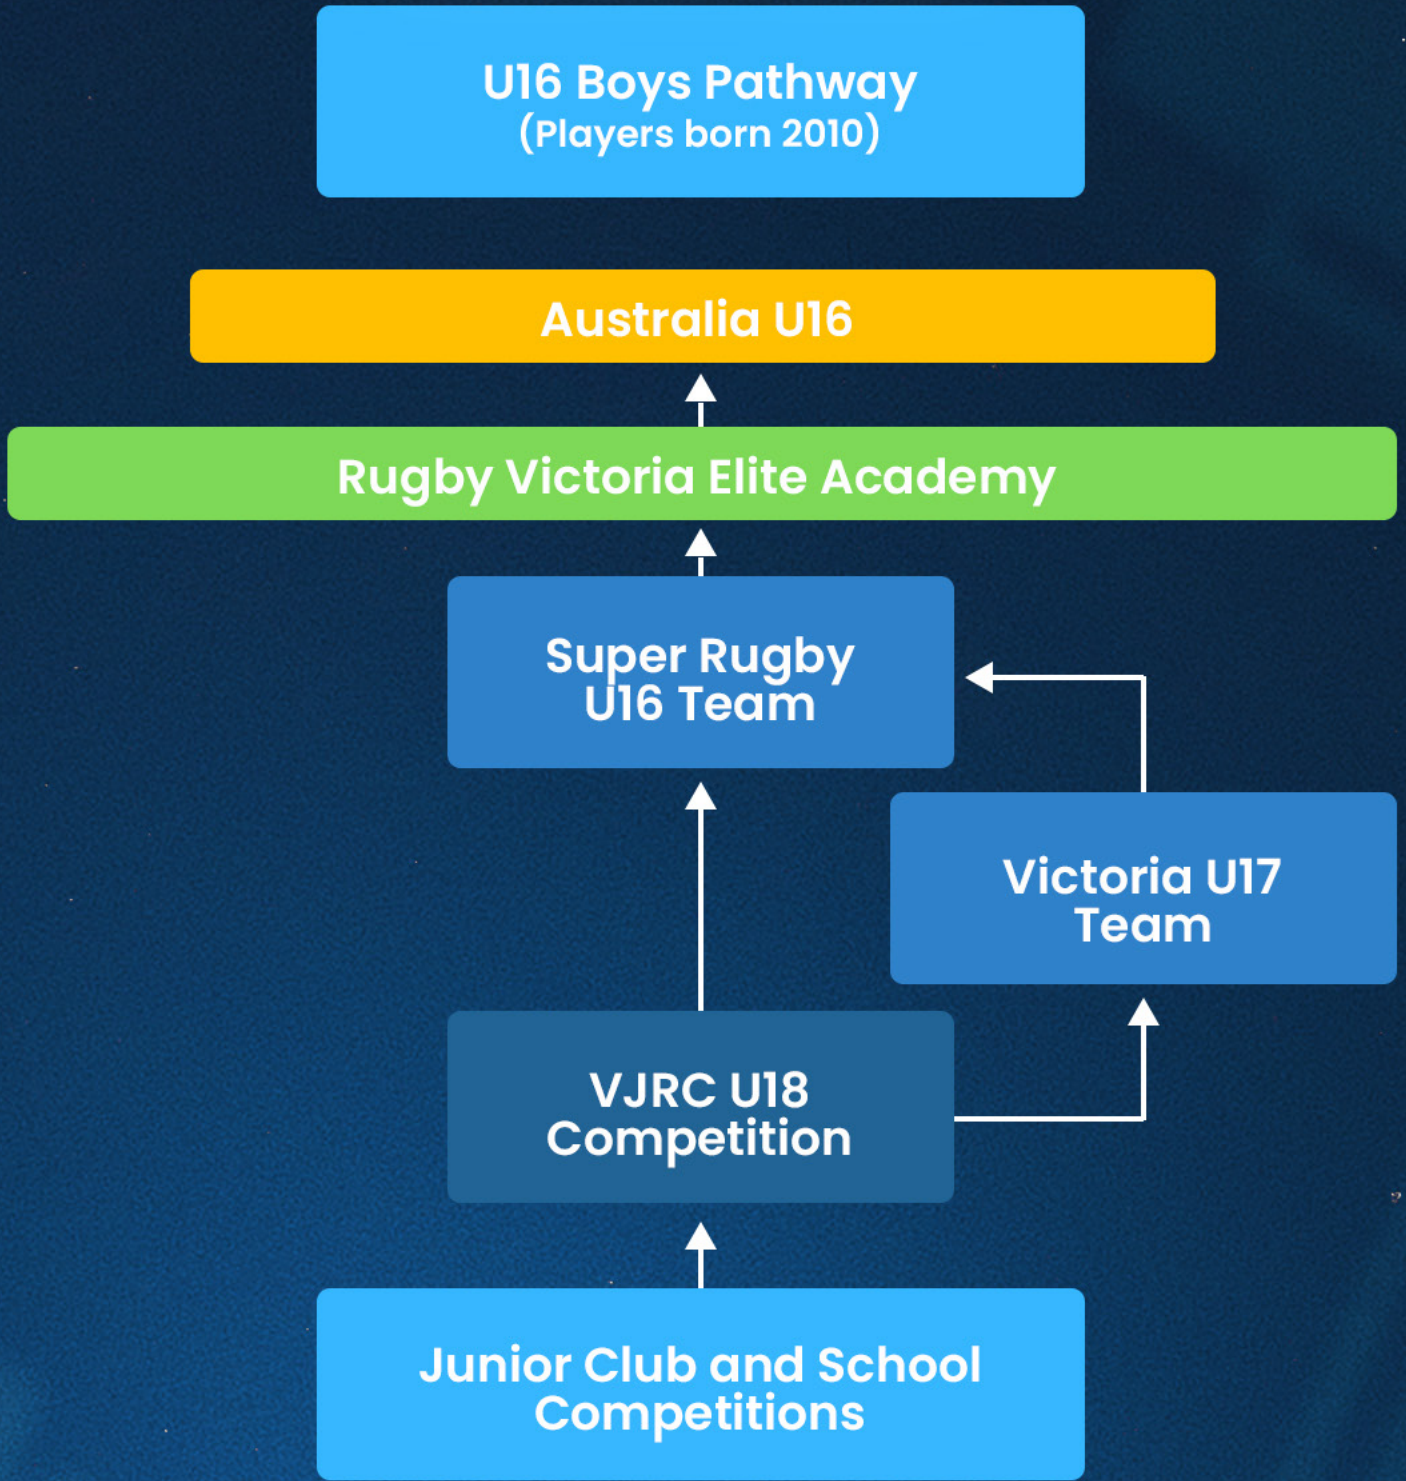 U16 Boys Pathway
(Players born 2010)
Australia U16
Rugby Victoria Elite Academy
Super Rugby
U16 Team
Victoria U17
Team
VJRC U18
Competition
Junior Club and School
Competitions